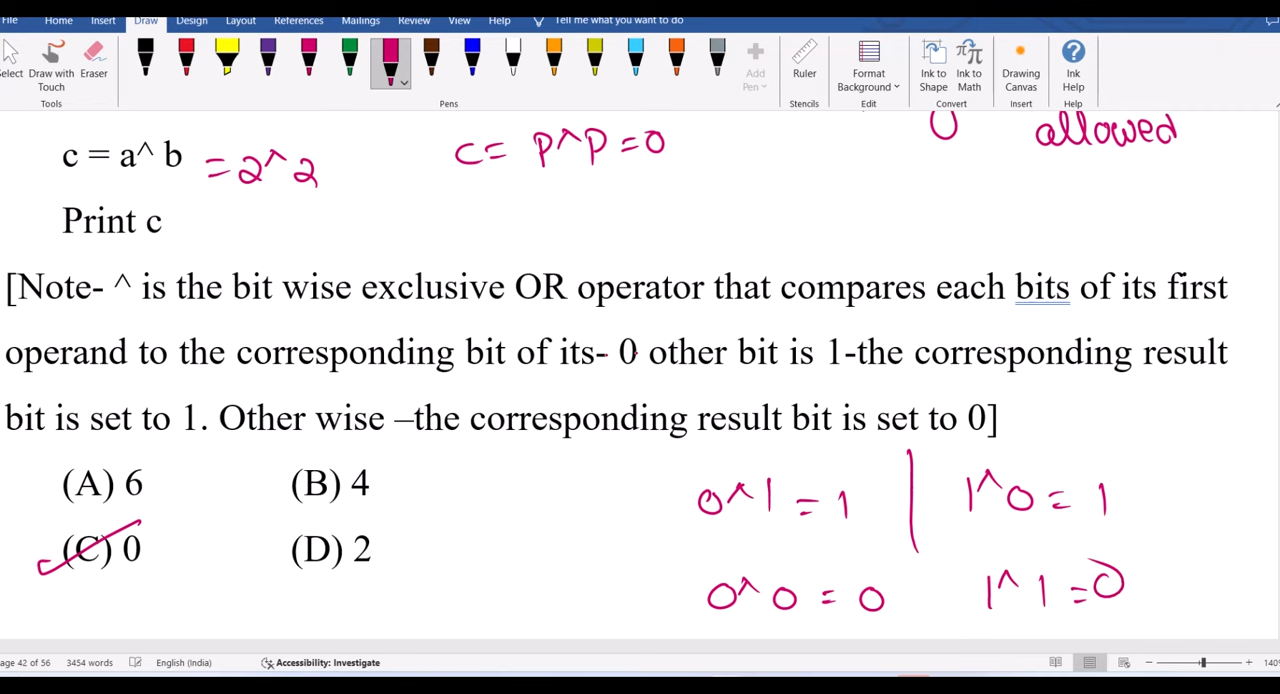 File Home Insert Draw Design Layout References Mailings Review View Help Tell me what you want to do
Select Draw with Touch Eraser Add Pen Ruler Format Background Ink to Shape Ink to Math Drawing Canvas Ink Help
Tools Pens Stencils Edit Convert Insert Help
allowed
c = a^ b = 2^2 c= p^p = 0
Print c
[Note- ^ is the bit wise exclusive OR operator that compares each bits of its first
operand to the corresponding bit of its- 0 other bit is 1-the corresponding result
bit is set to 1. Other wise –the corresponding result bit is set to 0]
(A) 6 (B) 4
0^1 = 1 1^0 = 1
(C) 0 (D) 2
0^0 = 0 1^1 = 0
age 42 of 56 3454 words English (India) Accessibility: Investigate 140